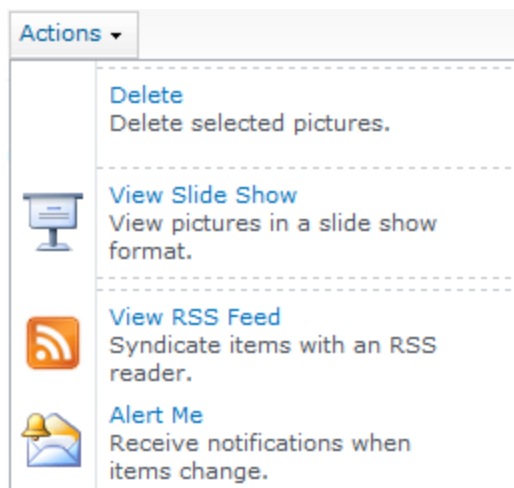 Actions
Delete
Delete selected pictures.
View Slide Show
View pictures in a slide show
format.
View RSS Feed
Syndicate items with an RSS
reader.
Alert Me
Receive notifications when
items change.